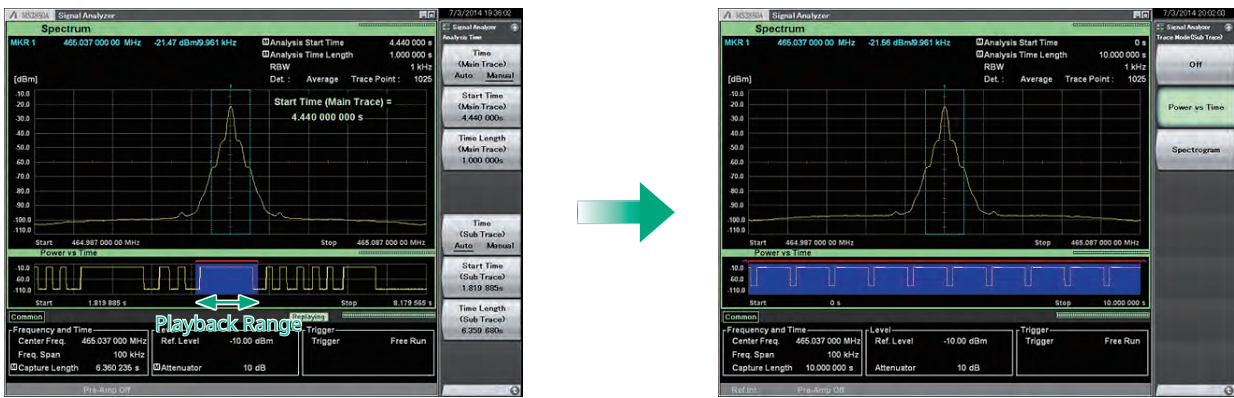 MS2850A Signal Analyzer 7/3/2014 19:36:02
Spectrum
MKR 1 465.037 000 00 MHz -21.47 dBm/9.961 kHz M Analysis Start Time 4.440 000 s
M Analysis Time Length 1.000 000 s
RBW 1 kHz
[dBm] Det. : Average Trace Point : 1025
-10.0
-20.0
-30.0
-40.0
-50.0
-60.0
-70.0
-80.0
-90.0
-100.0
-110.0
Start Time (Main Trace) =
4.440 000 000 s
Start 464.987 000 00 MHz Stop 465.087 000 00 MHz
Power vs Time
-10.0
-60.0
-110.0
Start 1.819 885 s Stop 8.179 565 s
Playback Range
Common Replaying
Frequency and Time
Center Freq. 465.037 000 MHz
Freq. Span 100 kHz
M Capture Length 6.360 236 s
Ref. Level -10.00 dBm
M Attenuator 10 dB
Trigger
Trigger Free Run
Pre-Amp Off
Signal Analyzer
Analysis Time
Time
(Main Trace)
Auto Manual
Start Time
(Main Trace)
4.440 000s
Time Length
(Main Trace)
1.000 000s
Time
(Sub Trace)
Auto Manual
Start Time
(Sub Trace)
1.819 885s
Time Length
(Sub Trace)
6.359 680s
MS2850A Signal Analyzer 7/3/2014 20:02:03
Spectrum
MKR 1 465.037 000 00 MHz -21.56 dBm/9.961 kHz M Analysis Start Time 0 s
M Analysis Time Length 10.000 000 s
RBW 1 kHz
[dBm] Det. : Average Trace Point : 1025
-10.0
-20.0
-30.0
-40.0
-50.0
-60.0
-70.0
-80.0
-90.0
-100.0
-110.0
Start 464.987 000 00 MHz Stop 465.087 000 00 MHz
Power vs Time
-10.0
-60.0
-110.0
Start 0 s Stop 10.000 000 s
Common
Frequency and Time
Center Freq. 465.037 000 MHz
Freq. Span 100 kHz
Capture Length 10.000 000 s
Level
Ref. Level -10.00 dBm
Attenuator 10 dB
Trigger
Trigger Free Run
Ref.Int Pre-Amp Off
Signal Analyzer
Trace Mode(Sub Trace)
Off
Power vs Time
Spectrogram